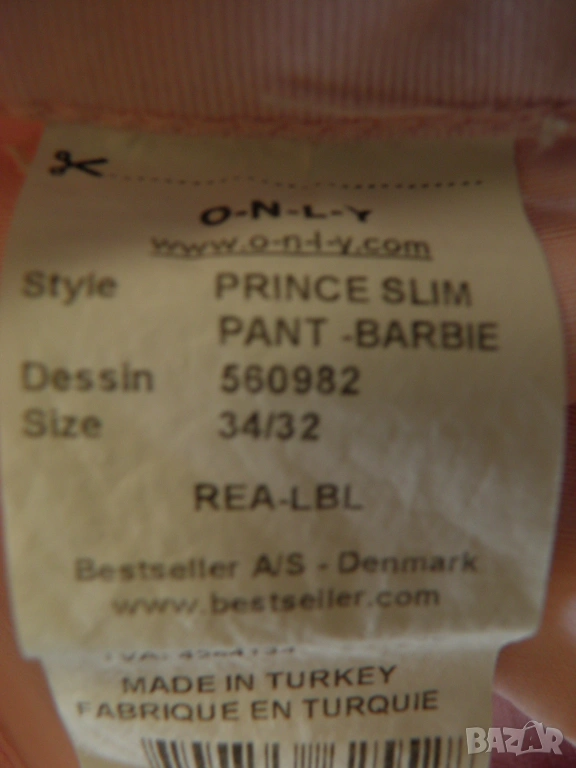 O-N-L-Y
www.o-n-l-y.com
Style PRINCE SLIM
PANT -BARBIE
Dessin 560982
Size 34/32
REA-LBL
Bestseller A/S - Denmark
www.bestseller.com
MADE IN TURKEY
FABRIQUE EN TURQUIE
BAZAR